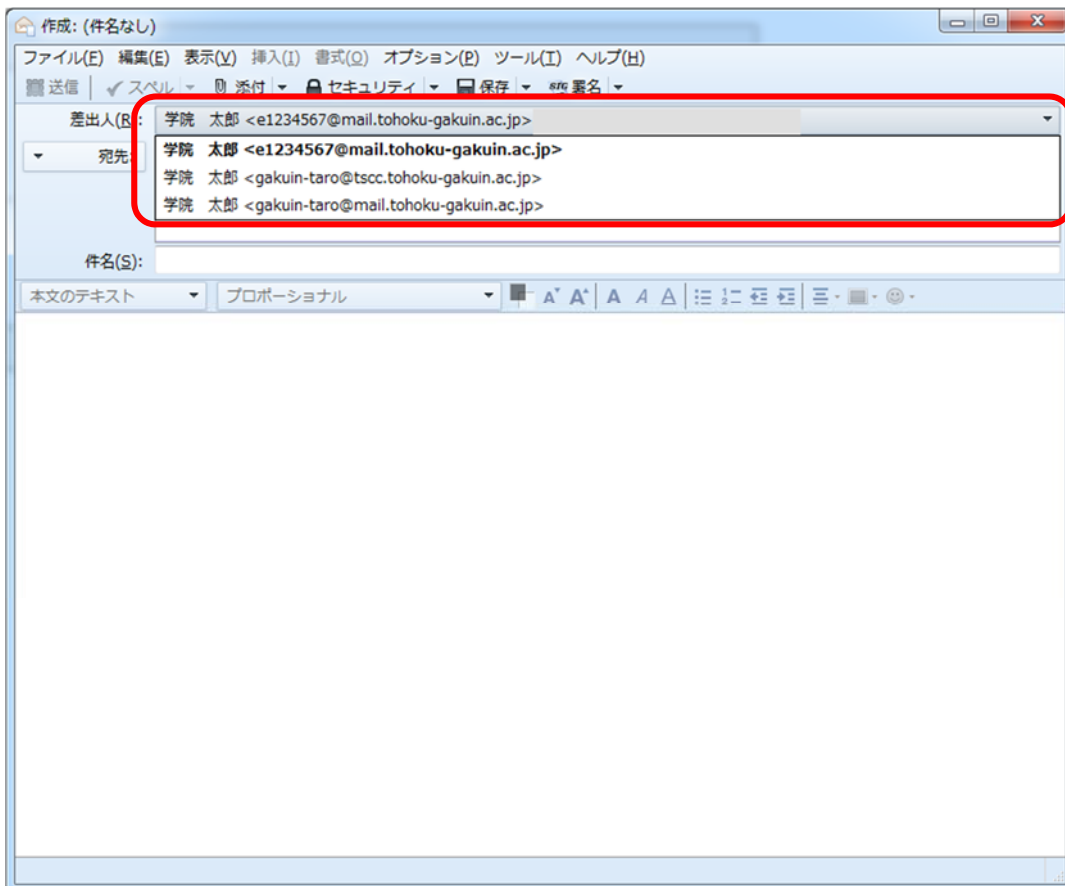 作成: (件名なし)
ファイル(F) 編集(E) 表示(V) 挿入(I) 書式(O) オプション(P) ツール(T) ヘルプ(H)
送信 スペル 添付 セキュリティ 保存 署名
差出人(R): 学院 太郎 <e1234567@mail.tohoku-gakuin.ac.jp>
宛先: 学院 太郎 <e1234567@mail.tohoku-gakuin.ac.jp>
学院 太郎 <gakuin-taro@tscc.tohoku-gakuin.ac.jp>
学院 太郎 <gakuin-taro@mail.tohoku-gakuin.ac.jp>
件名(S):
本文のテキスト プロポーショナル